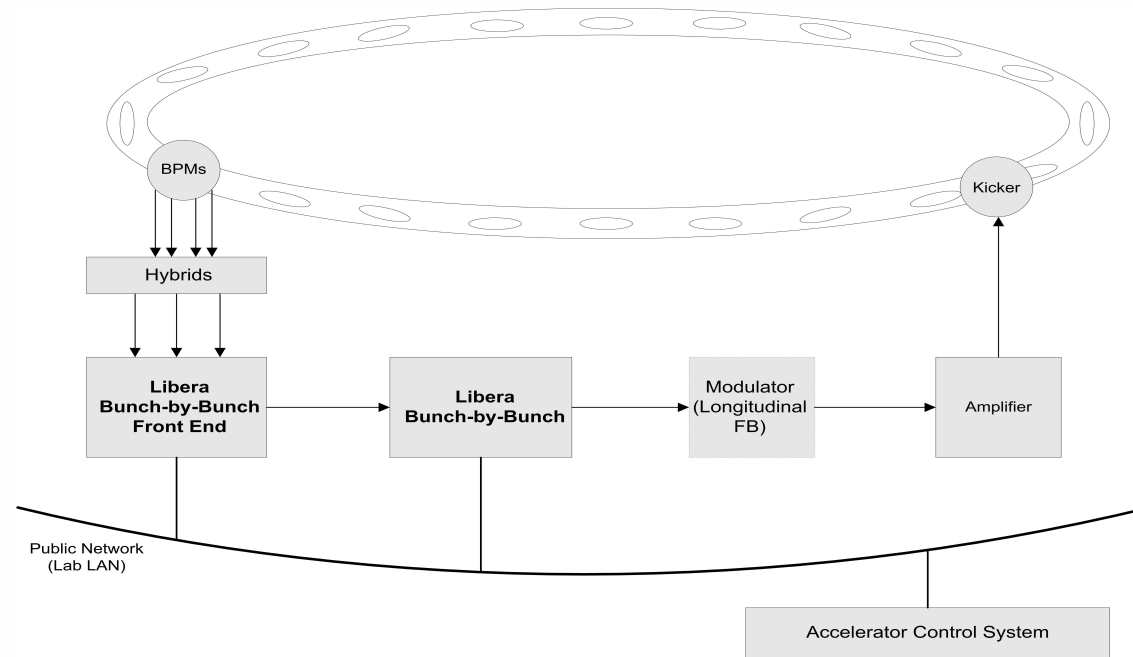 BPMs
Kicker
Hybrids
Libera
Bunch-by-Bunch
Front End
Libera
Bunch-by-Bunch
Modulator
(Longitudinal
FB)
Amplifier
Public Network
(Lab LAN)
Accelerator Control System